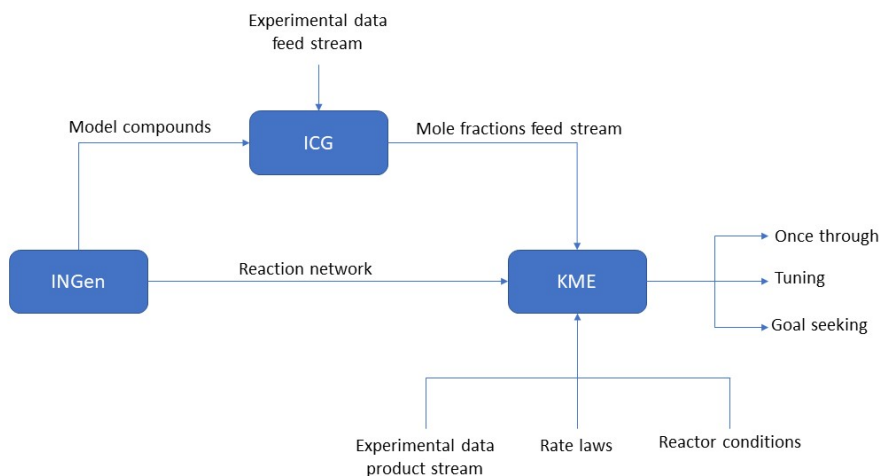 Experimental data
feed stream
Model compounds
ICG
Mole fractions feed stream
INGen
Reaction network
KME
Once through
Tuning
Goal seeking
Experimental data
product stream
Rate laws
Reactor conditions